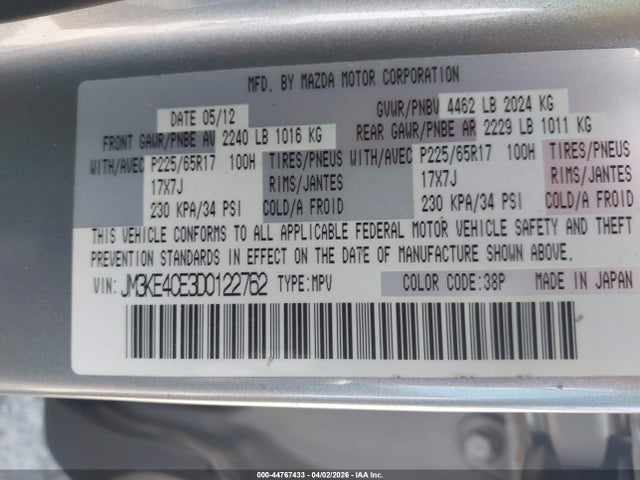 MFD. BY MAZDA MOTOR CORPORATION
DATE 05/12 GVWR/PNBV 4462 LB 2024 KG
FRONT GAWR/PNBE AV 2240 LB 1016 KG REAR GAWR/PNBE AR 2229 LB 1011 KG
WITH/AVEC P225/65R17 100H TIRES/PNEUS WITH/AVEC P225/65R17 100H TIRES/PNEUS
17X7J RIMS/JANTES 17X7J RIMS/JANTES
230 KPA/34 PSI COLD/A FROID 230 KPA/34 PSI COLD/A FROID
THIS VEHICLE CONFORMS TO ALL APPLICABLE FEDERAL MOTOR VEHICLE SAFETY AND THEFT
PREVENTION STANDARDS IN EFFECT ON THE DATE OF MANUFACTURE SHOWN ABOVE.
VIN: JM3KE4CE3D0122762 TYPE:MPV COLOR CODE:38P MADE IN JAPAN
000-44767433 04/02/2026 - COPYRIGHT IAA, Inc.